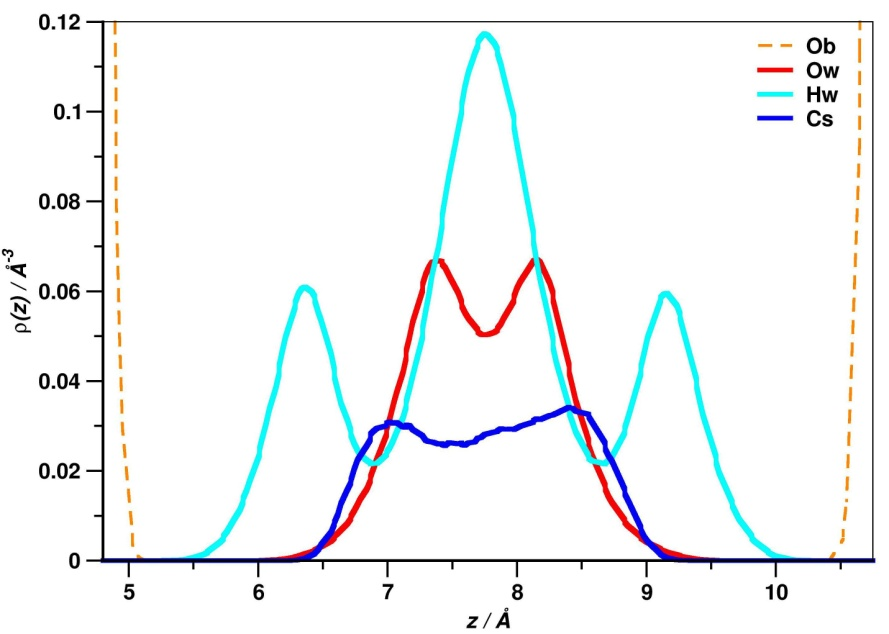 0.12
0.1
0.08
0.06
0.04
0.02
0
ρ(z) / Å-3
Ob
Ow
Hw
Cs
5 6 7 8 9 10
z / Å